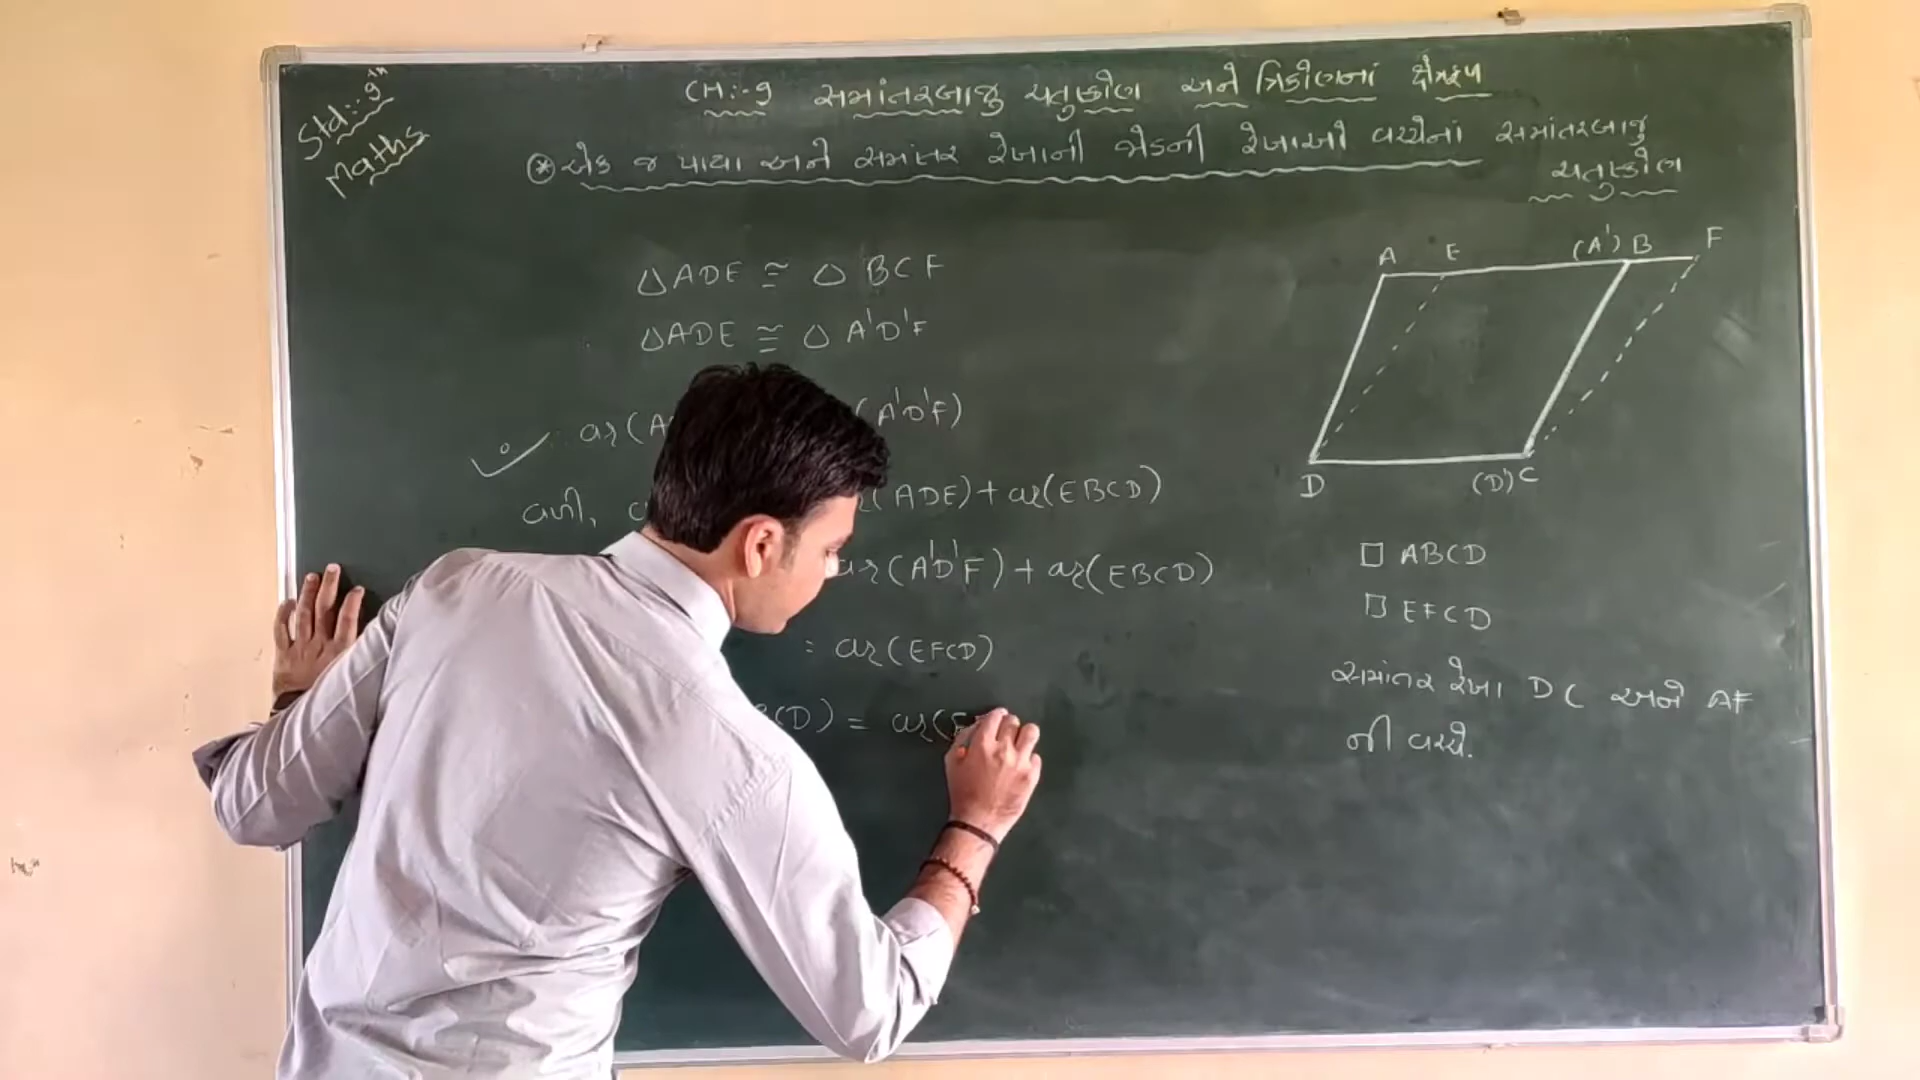 Std:- 9th
Maths
CH:- 9 સમાંતરબાજુ ચતુષ્કોણ અને ત્રિકોણનાં ક્ષેત્રફળ
* એક જ પાયા અને સમાંતર રેખાની જોડની રેખાઓ વચ્ચેનાં સમાંતરબાજુ
ચતુષ્કોણ
△ADE ≅ △BCF
△ADE ≅ △A'D'F
ar(A (A'D'F)
વળી, (ADE) + ar(EBCD)
ar(A'D'F) + ar(EBCD)
= ar(EFCD)
CD) = ar(E
A E (A') B F
D (D') C
□ ABCD
□ EFCD
સમાંતર રેખા DC અને AF
ની વચ્ચે.